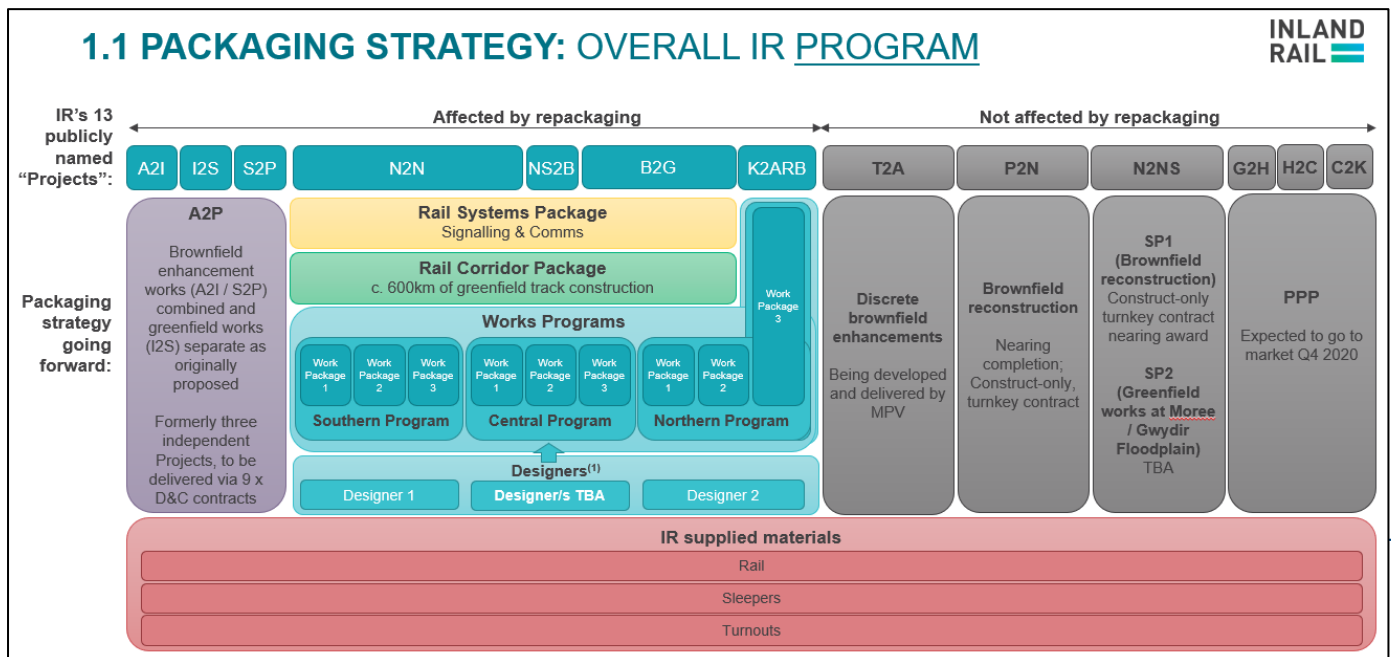 1.1 PACKAGING STRATEGY: OVERALL IR PROGRAM
INLAND
RAIL
IR's 13
publicly
named
"Projects":
Affected by repackaging
Not affected by repackaging
A2I
I2S
S2P
N2N
NS2B
B2G
K2ARB
T2A
P2N
N2NS
G2H
H2C
C2K
Packaging
strategy
going
forward:
A2P
Brownfield
enhancement
works (A2I /
S2P)
combined and
greenfield works
(I2S) separate as
originally
proposed
Formerly three
independent
Projects, to be
delivered via 9 x
D&C contracts
Rail Systems Package
Signalling & Comms
Rail Corridor Package
c. 600km of greenfield track construction
Works Programs
Work
Package
1
Work
Package
2
Work
Package
3
Southern Program
Work
Package
1
Work
Package
2
Work
Package
3
Central Program
Work
Package
1
Work
Package
2
Work
Package
3
Northern Program
Designers(1)
Designer 1
Designer/s TBA
Designer 2
Discrete
brownfield
enhancements
Being developed
and delivered by
MPV
Brownfield
reconstruction
Nearing
completion;
Construct-only,
turnkey contract
SP1
(Brownfield
reconstruction)
Construct-only
turnkey contract
nearing award
SP2
(Greenfield
works at Moree
/ Gwydir
Floodplain)
TBA
PPP
Expected to go to
market Q4 2020
IR supplied materials
Rail
Sleepers
Turnouts